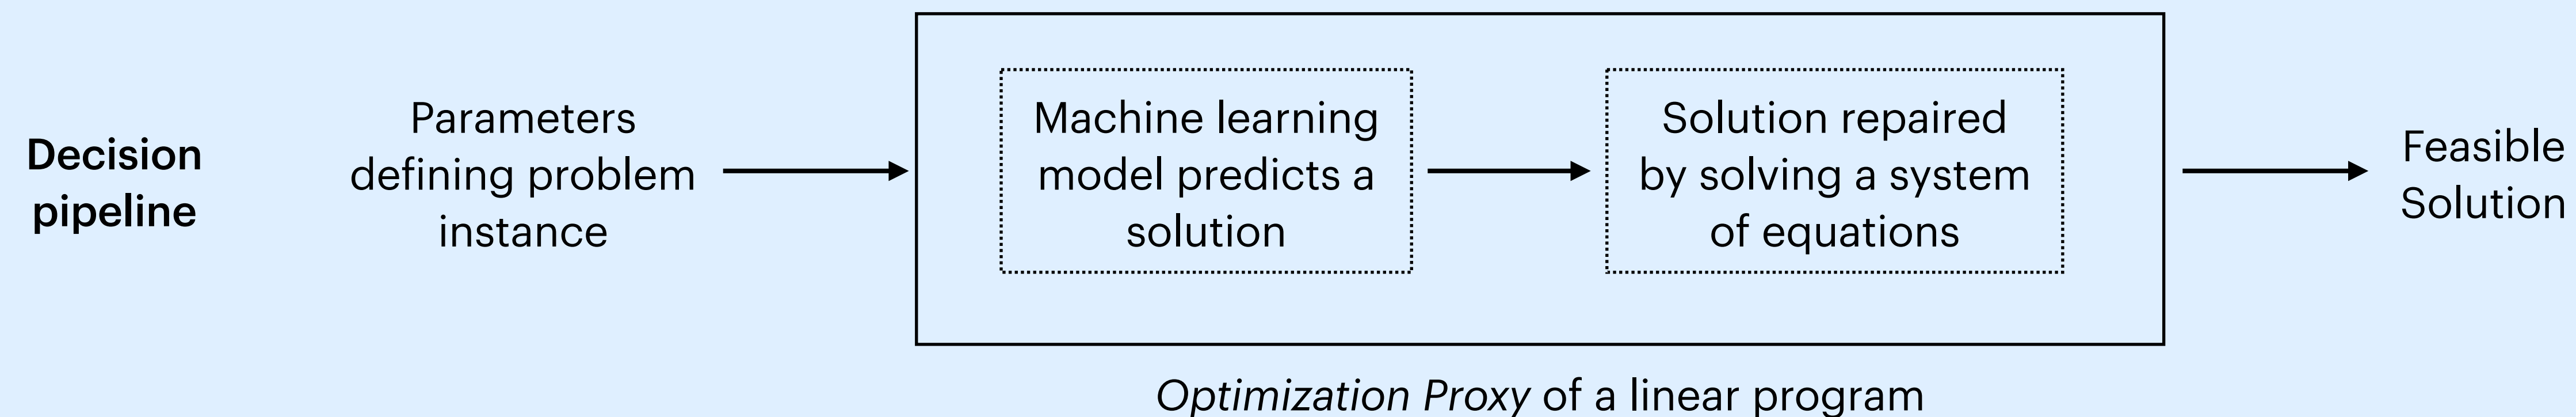 Decision
pipeline
Parameters
defining problem
instance
Machine learning
model predicts a
solution
Solution repaired
by solving a system
of equations
Feasible
Solution
Optimization Proxy of a linear program